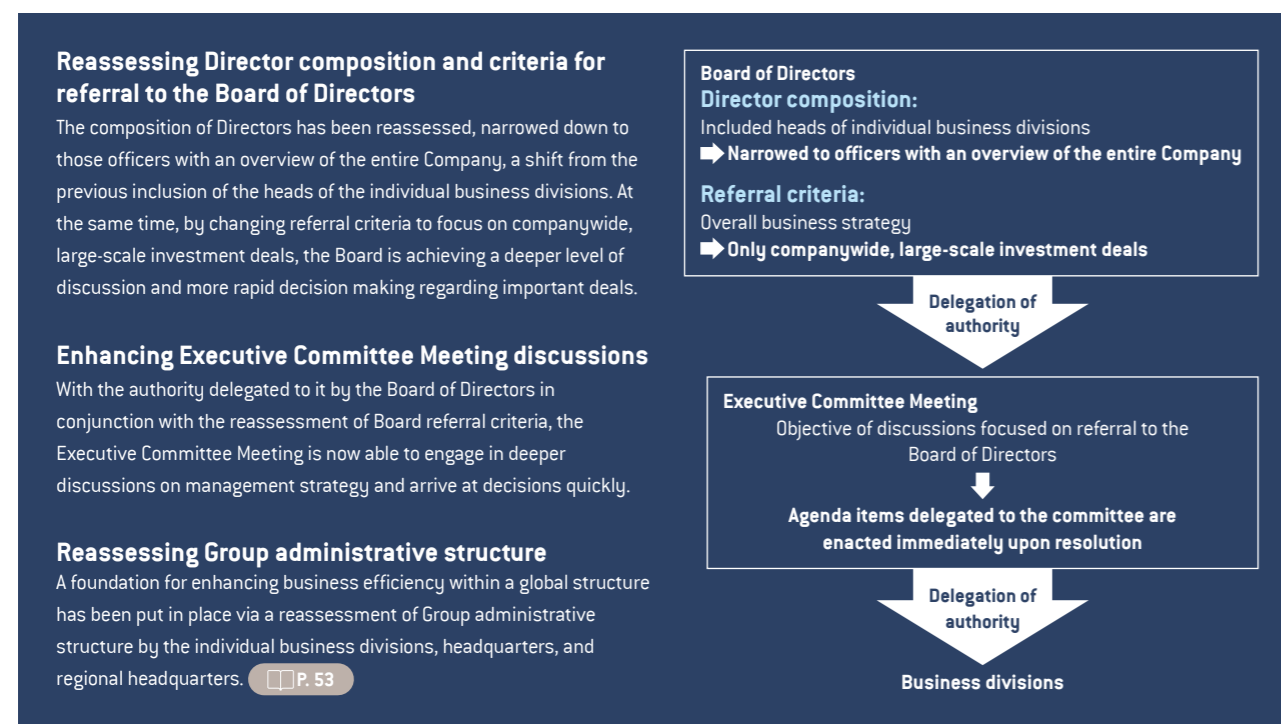 Reassessing Director composition and criteria for
referral to the Board of Directors
The composition of Directors has been reassessed, narrowed down to
those officers with an overview of the entire Company, a shift from the
previous inclusion of the heads of the individual business divisions. At
the same time, by changing referral criteria to focus on companywide,
large-scale investment deals, the Board is achieving a deeper level of
discussion and more rapid decision making regarding important deals.
Enhancing Executive Committee Meeting discussions
With the authority delegated to it by the Board of Directors in
conjunction with the reassessment of Board referral criteria, the
Executive Committee Meeting is now able to engage in deeper
discussions on management strategy and arrive at decisions quickly.
Reassessing Group administrative structure
A foundation for enhancing business efficiency within a global structure
has been put in place via a reassessment of Group administrative
structure by the individual business divisions, headquarters, and
regional headquarters. P. 53
Board of Directors
Director composition:
Included heads of individual business divisions
Narrowed to officers with an overview of the entire Company
Referral criteria:
Overall business strategy
Only companywide, large-scale investment deals
Delegation of
authority
Executive Committee Meeting
Objective of discussions focused on referral to the
Board of Directors
Agenda items delegated to the committee are
enacted immediately upon resolution
Delegation of
authority
Business divisions